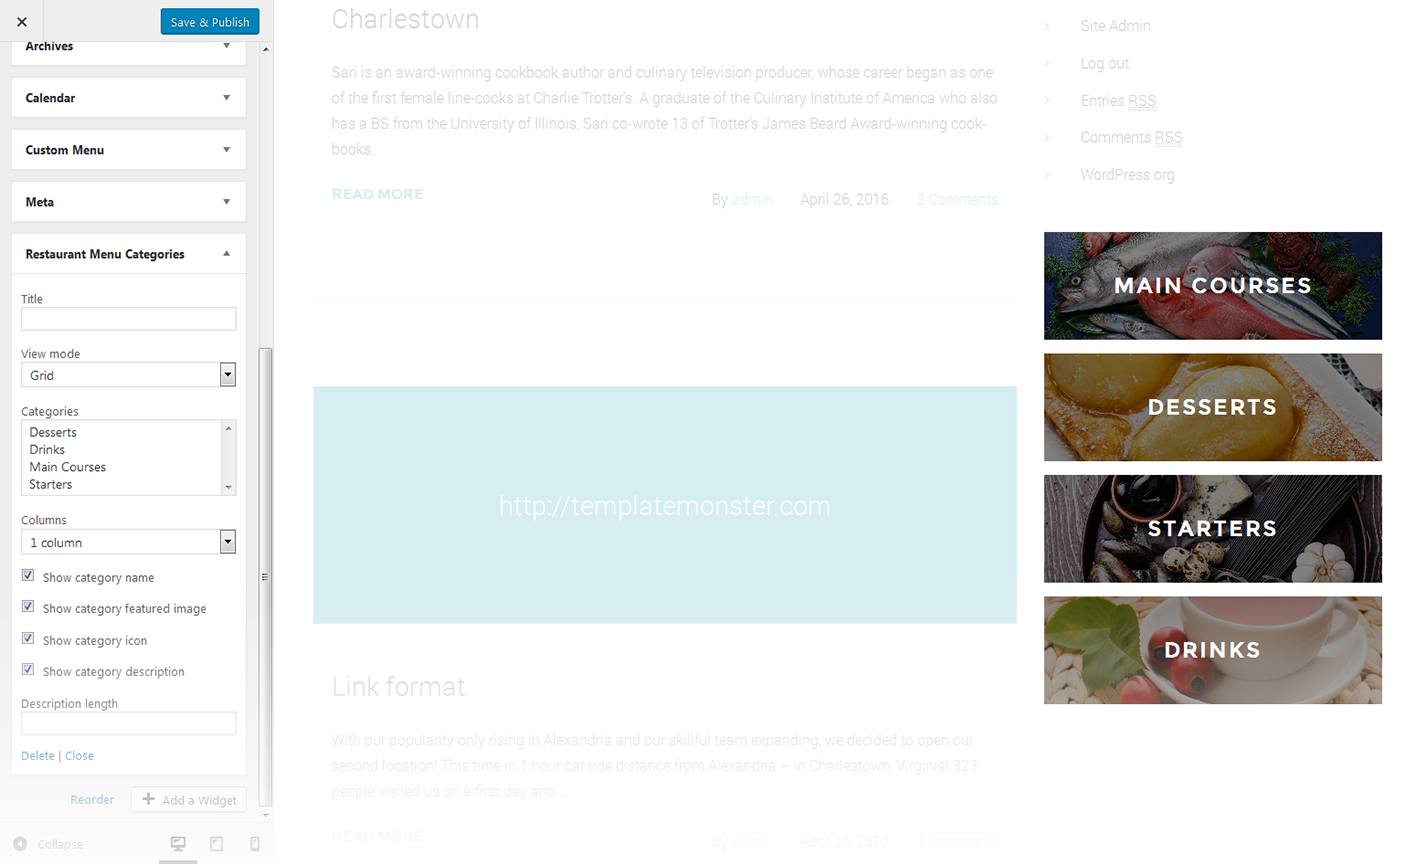 Save & Publish
Archives
Calendar
Custom Menu
Meta
Restaurant Menu Categories
Title
View mode
Grid
Categories
Desserts
Drinks
Main Courses
Starters
Columns
1 column
Show category name
Show category featured image
Show category icon
Show category description
Description length
Delete | Close
Reorder
Add a Widget
Collapse
Charlestown
Sari is an award-winning cookbook author and culinary television producer, whose career began as one
of the first female line-cooks at Charlie Trotter's. A graduate of the Culinary Institute of America who also
has a BS from the University of Illinois, Sari co-wrote 13 of Trotter's James Beard Award-winning cook-
books.
READ MORE
By admin April 26, 2016 2 Comments
http://templatemonster.com
Link format
With our popularity only rising in Alexandria and our skillful team expanding, we decided to open our
second location! This time in 1 hour car ride distance from Alexandria – in Charlestown, Virginia! 323
people visited us on a first day and...
READ MORE
By admin April 26, 2016 Comments
Site Admin
Log out
Entries RSS
Comments RSS
WordPress.org
MAIN COURSES
DESSERTS
STARTERS
DRINKS